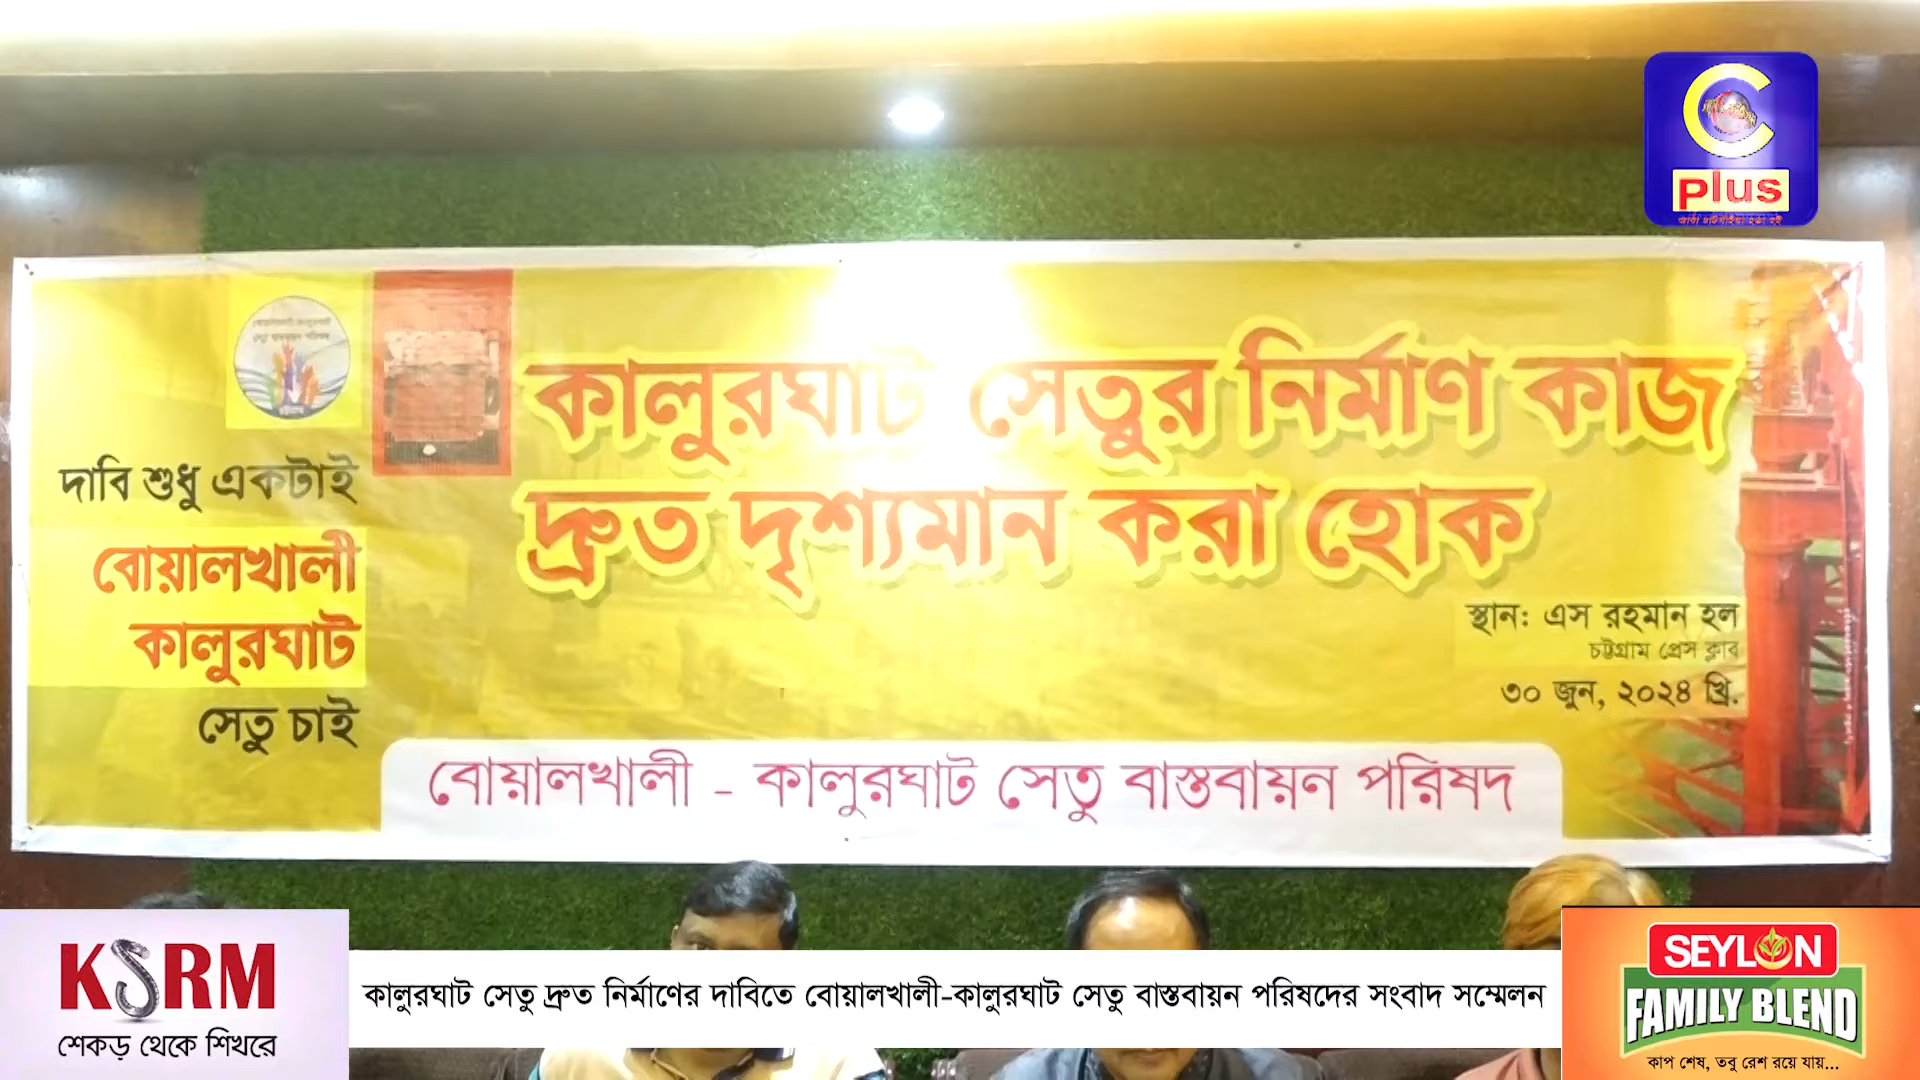 C
plus
কালুরঘাট সেতুর নির্মাণ কাজ
দ্রুত দৃশ্যমান করা হোক
দাবি শুধু একটাই
বোয়ালখালী
কালুরঘাট
সেতু চাই
স্থান: এস রহমান হল
চট্টগ্রাম প্রেস ক্লাব
৩০ জুন, ২০২৪ খ্রি.
বোয়ালখালী - কালুরঘাট সেতু বাস্তবায়ন পরিষদ
KSRM
শেকড় থেকে শিখরে
কালুরঘাট সেতু দ্রুত নির্মাণের দাবিতে বোয়ালখালী-কালুরঘাট সেতু বাস্তবায়ন পরিষদের সংবাদ সম্মেলন
SEYLON
FAMILY BLEND
কাপ শেষ, তবু রেশ রয়ে যায়...